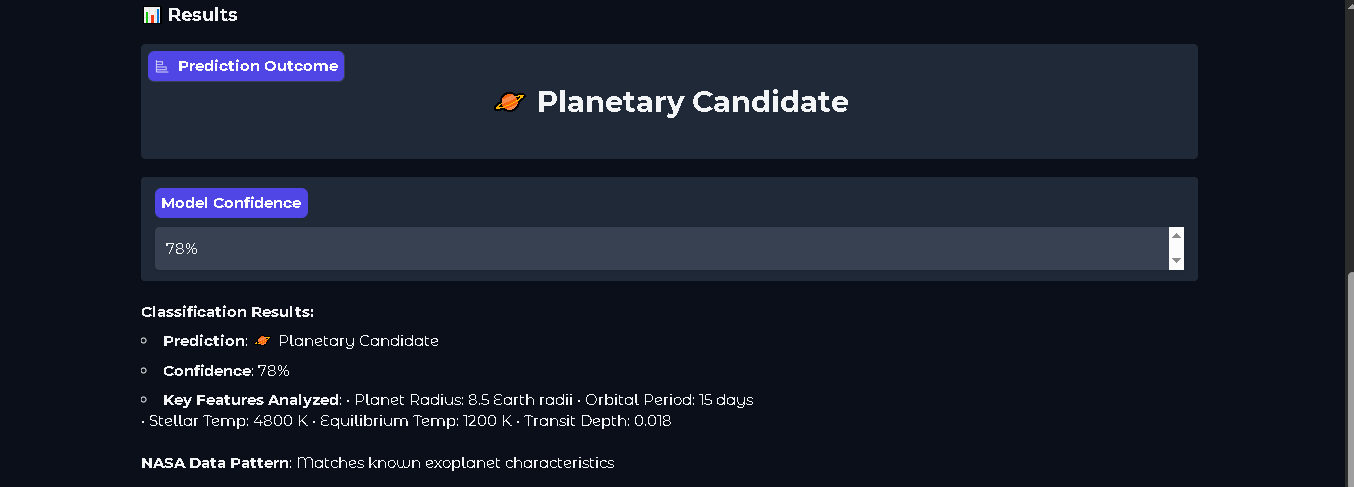 📊 Results
Prediction Outcome
🪐 Planetary Candidate
Model Confidence
78%
Classification Results:
◦ Prediction: 🪐 Planetary Candidate
◦ Confidence: 78%
◦ Key Features Analyzed: • Planet Radius: 8.5 Earth radii • Orbital Period: 15 days
• Stellar Temp: 4800 K • Equilibrium Temp: 1200 K • Transit Depth: 0.018
NASA Data Pattern: Matches known exoplanet characteristics